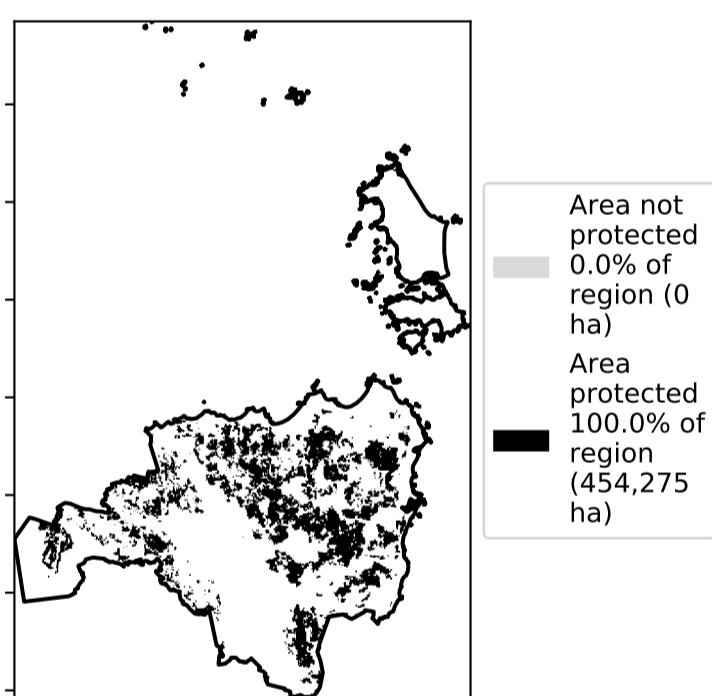 Area not
protected
0.0% of
region (0
ha)
Area
protected
100.0% of
region
(454,275
ha)